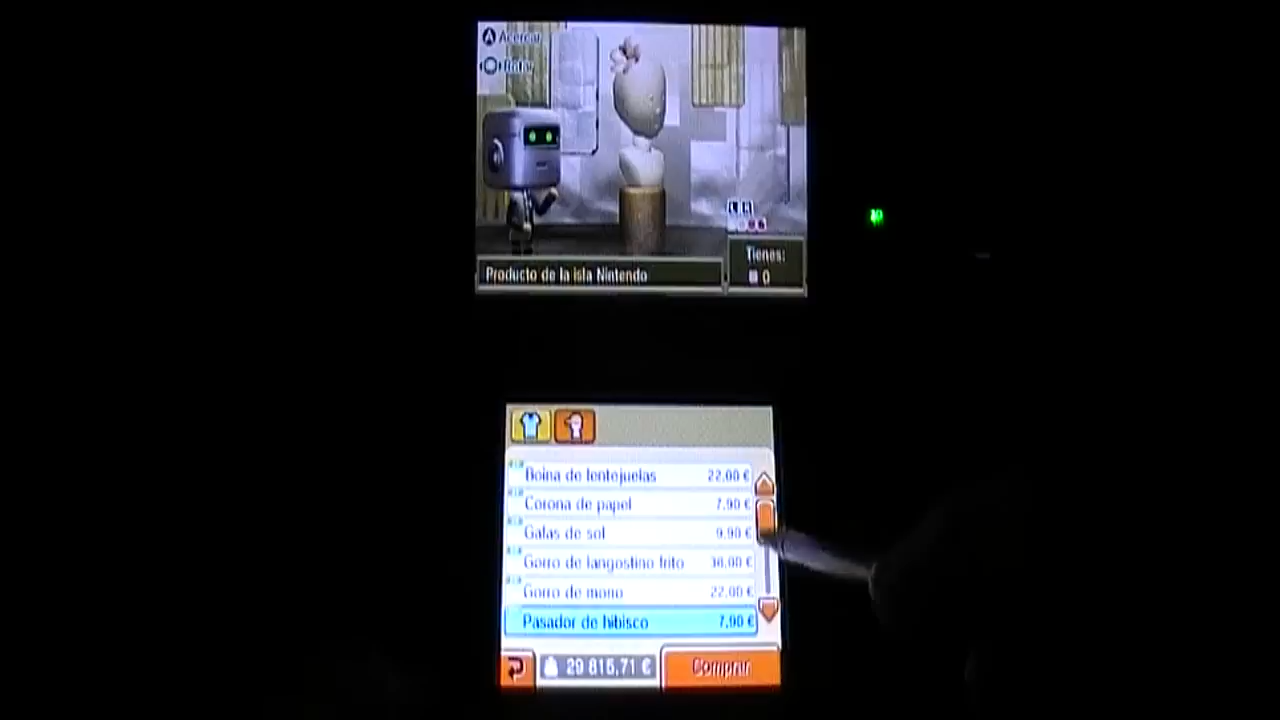 A Acercar
Rotar
L R
Tienes:
0
Producto de la isla Nintendo
Boina de lentejuelas 22,00 €
Corona de papel 7,90 €
Galas de sol 9,90 €
Gorro de langostino frito 38,00 €
Gorro de mono 22,00 €
Pasador de hibisco 7,90 €
29 815,71 €
Comprar